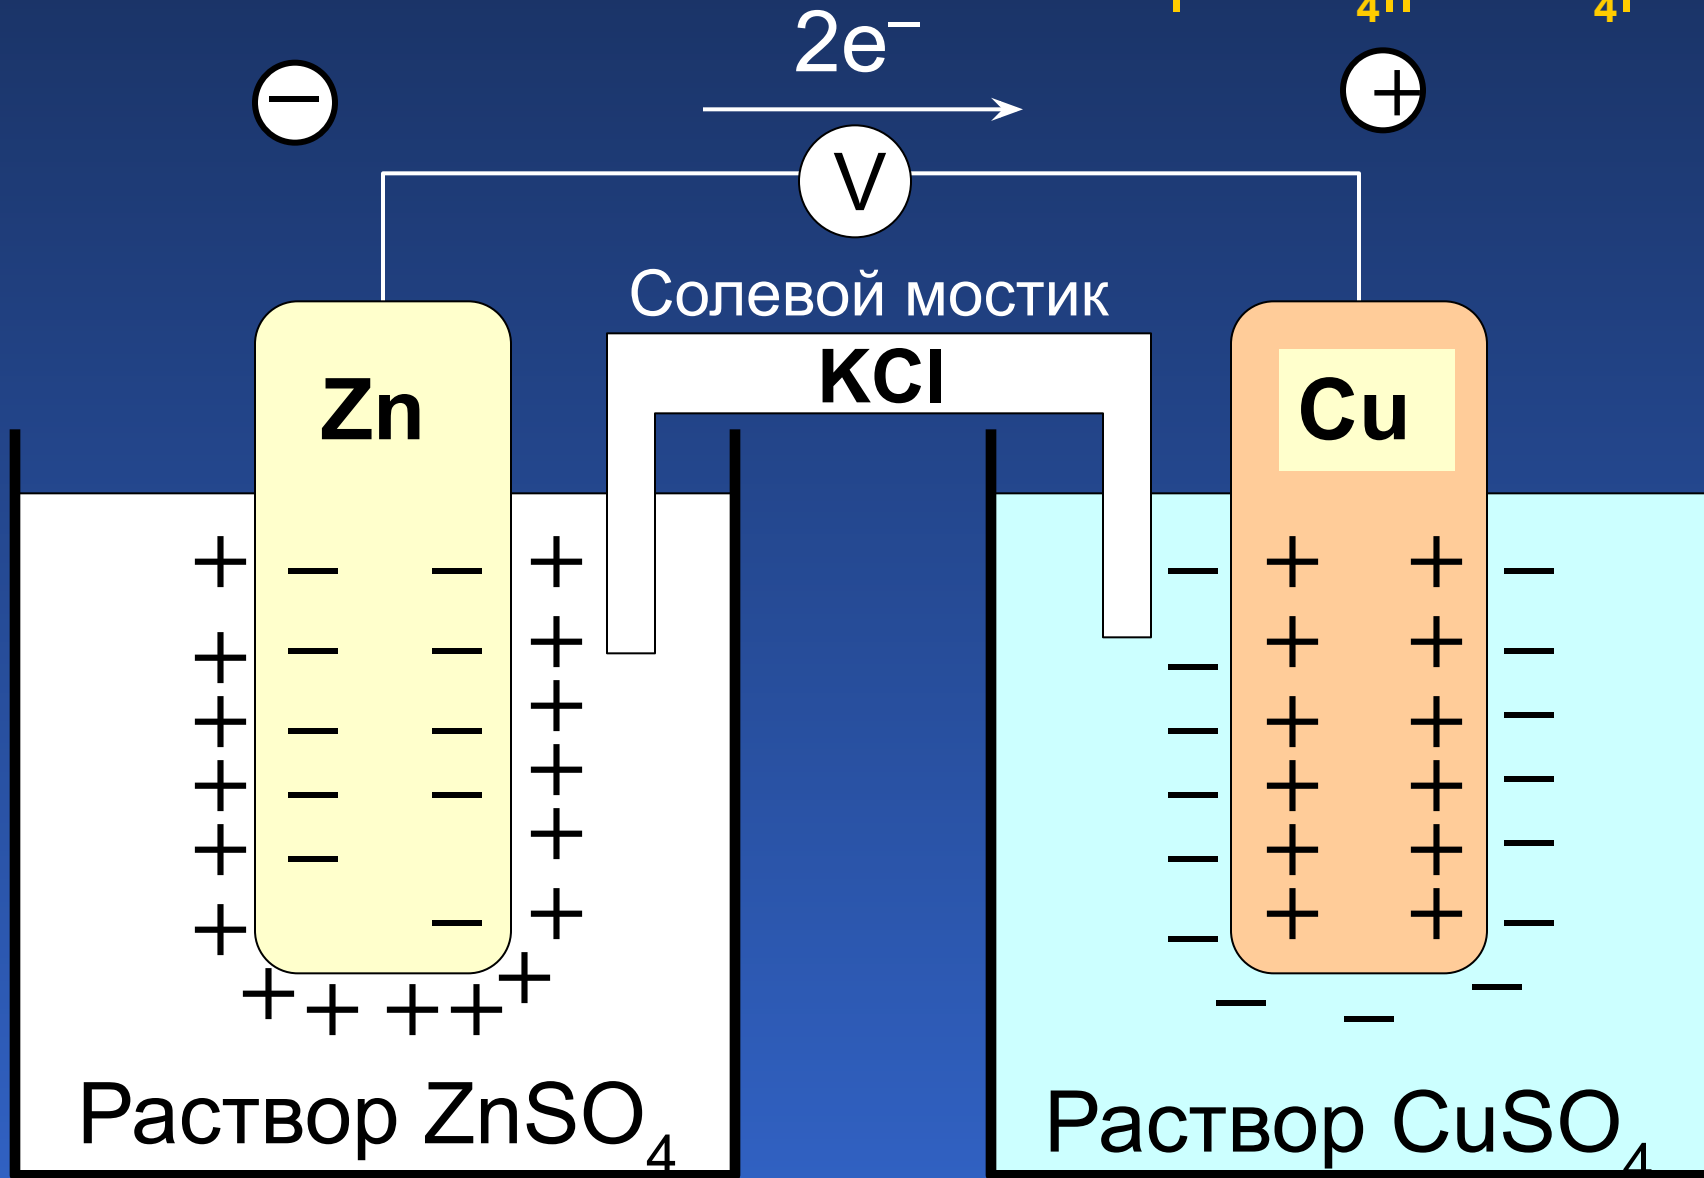 2e⁻
− +
V
Солевой мостик
KCl
Zn Cu
Раствор ZnSO₄ Раствор CuSO₄